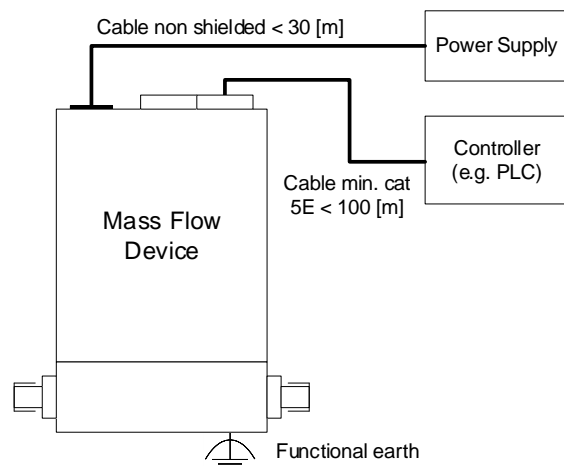 Cable non shielded < 30 [m]
Power Supply
Controller
(e.g. PLC)
Cable min. cat
5E < 100 [m]
Mass Flow
Device
Functional earth